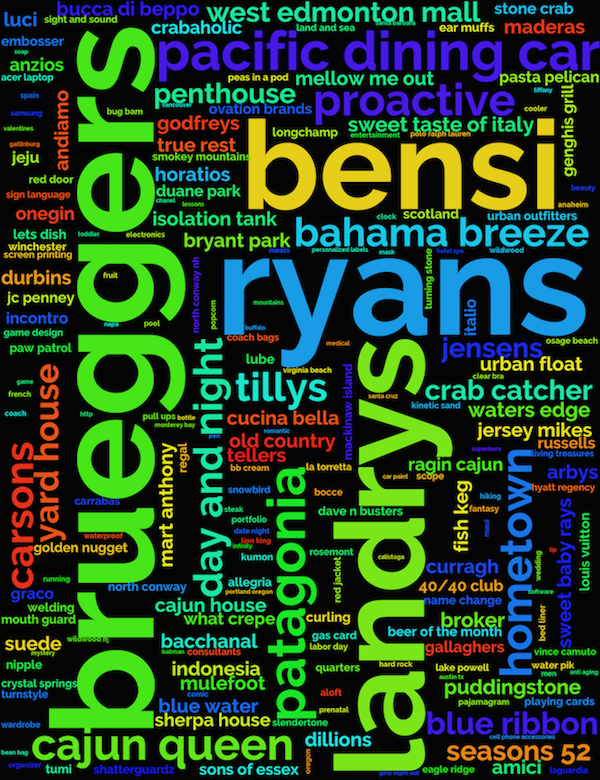 bucca di beppo
west edmonton mall
stone crab
luci
sight and sound
santa barbara
embosser
crabaholic
land and sea
ear muffs
maderas
soap
pacific dining car
anzios
acer laptop
peas in a pod
mellow me out
pasta pelican
tiffany
spain
penthouse
proactive
vancouver
ovation brands
cooler
genghis grill
samsung
andiamo
bug bam
godfreys
longchamp
sweet taste of italy
valentines
entertainment
polo ralph lauren
gatlinburg
true rest
jeju
smokey mountains
bensi
red door
horatios
sign language
duane park
beauty
chanel
lessons
anaheim
onegin
isolation tank
clock
scotland
urban outfitters
lets dish
toddler
electronics
bryant park
bahama breeze
winchester
screen printing
meats
personalized labels
mask
hotel spa
wildwood
durbins
fruit
north conway nh
ryans
turning stone
jc penney
popcorn
mountains
incontro
napa
pool
buffalo
italio
game design
coach bags
medical
jensens
osage beach
paw patrol
brueggers
lube
urban float
virginia beach
clear bra
game
yard house
day and night
tillys
mackinaw island
landrys
crab catcher
french
santa cruz
kinetic sand
coach
http
pull ups
bottle
cucina bella
waters edge
monterey bay
romantic
jersey mikes
carsons
pen
old country
superhero
russells
regal
tellers
living treasures
mart anthony
bb cream
la torretta
car paint
scope
ragin cajun
arbys
snowbird
bocce
hiking
hyatt regency
carrabas
steak
patagonia
fish keg
fantasy
portfolio
dave n busters
hometown
sweet baby rays
louis vuitton
waterproof
date night
lion king
maui
golden nugget
infinity
rosemont
kumon
calistoga
lip
wedding
running
north conway
allegria
red jacket
curragh
graco
portland oregon
40/40 club
software
welding
cajun house
name change
bed liner
mouth guard
what crepe
curling
broker
wildwood nj
bacchanal
gas card
beer of the month
suede
labor day
gallaghers
vince camuto
mystery
batman
consultants
nipple
indonesia
quarters
hard rock
lake powell
water pik
crystal springs
mulefoot
austin tx
men
anti aging
turnstyle
comic
aloft
puddingstone
blue water
prenatal
pajamagram
playing cards
wardrobe
sherpa house
slendertone
blue ribbon
cajun queen
dillions
cell phone accessories
bean bag
oregon
seasons 52
organizer
tumi
shatterguardz
sons of essex
girls night out
eagle ridge
amici
laguardia